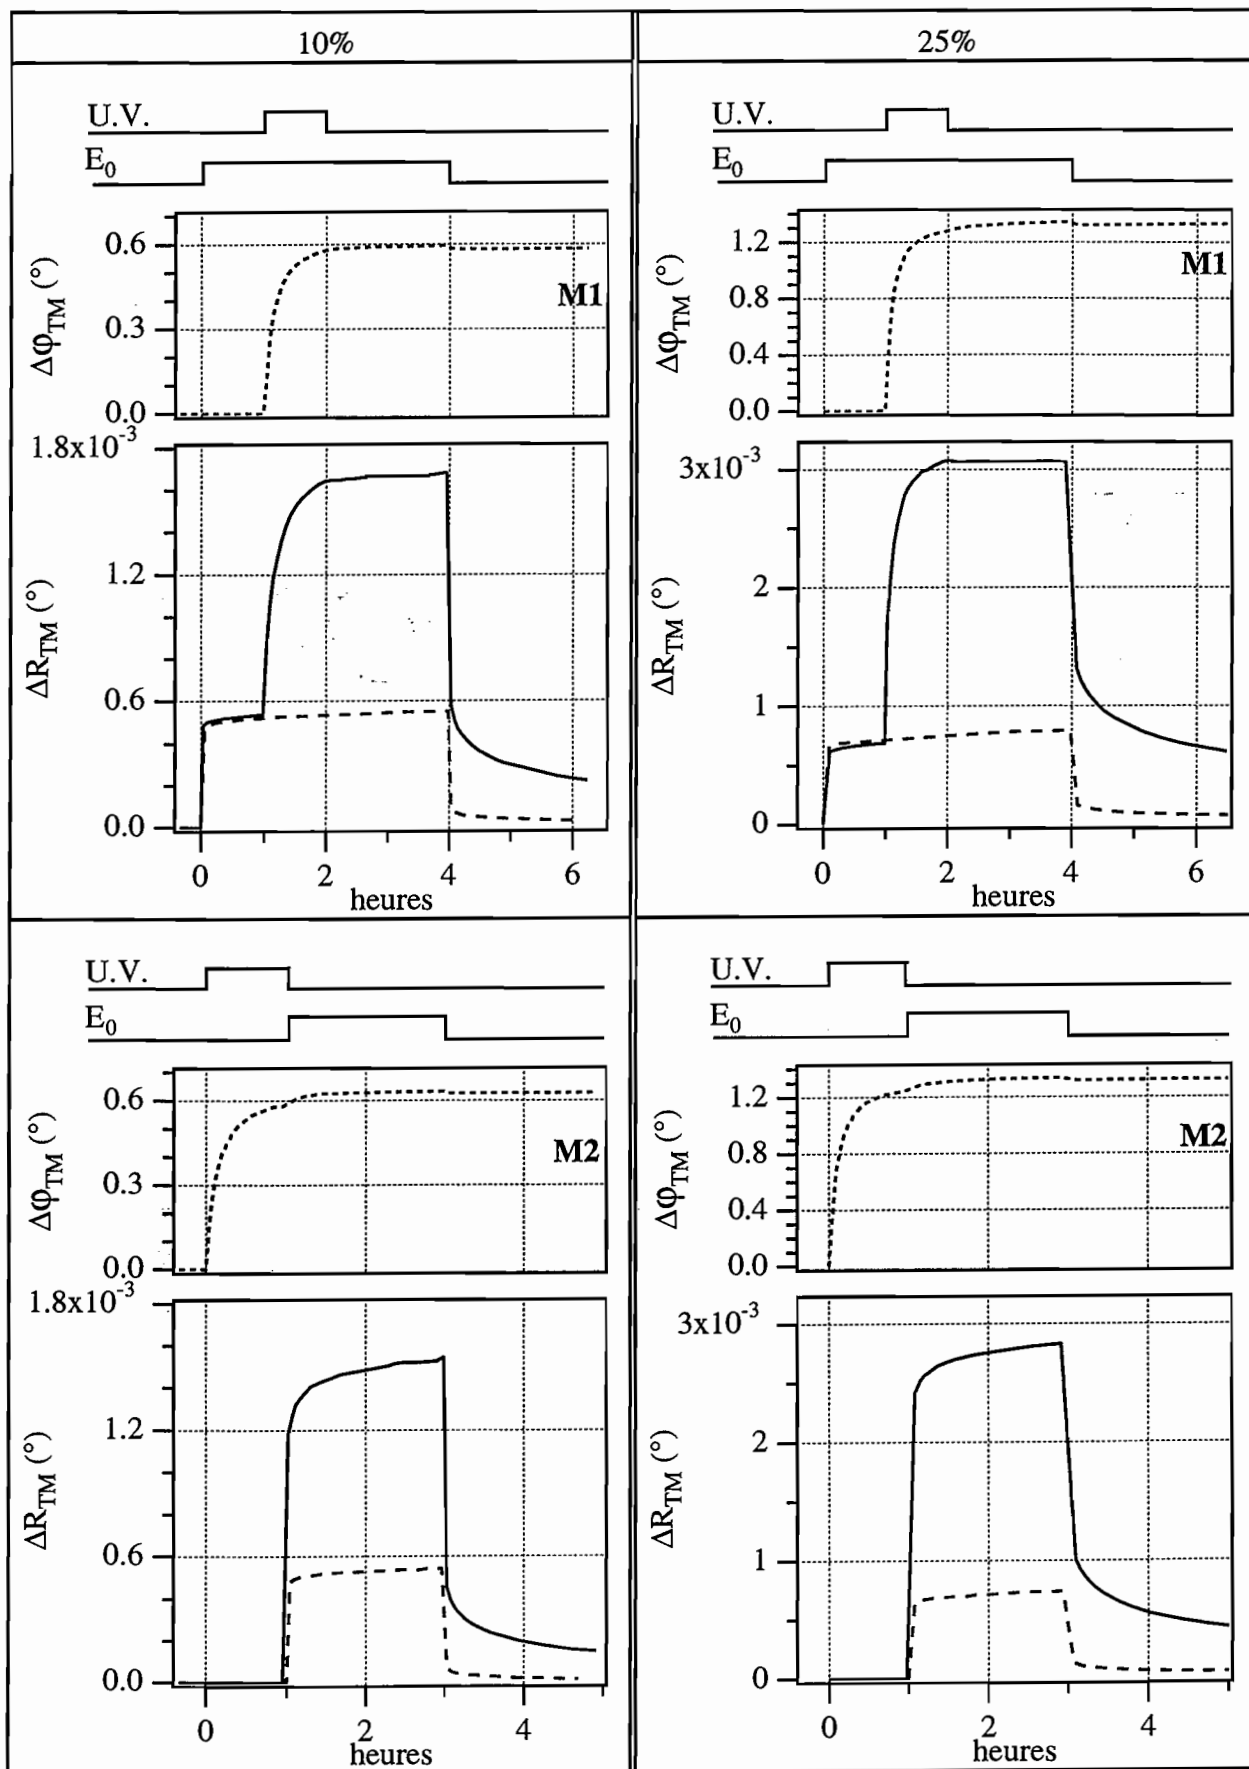 10%
U.V.
E0
ΔφTM (°)
0.6
0.3
0.0
M1
ΔRTM (°)
1.8x10-3
1.2
0.6
0.0
0 2 4 6
heures
25%
U.V.
E0
ΔφTM (°)
1.2
0.8
0.4
0.0
M1
ΔRTM (°)
3x10-3
2
1
0
0 2 4 6
heures
U.V.
E0
ΔφTM (°)
0.6
0.3
0.0
M2
ΔRTM (°)
1.8x10-3
1.2
0.6
0.0
0 2 4
heures
U.V.
E0
ΔφTM (°)
1.2
0.8
0.4
0.0
M2
ΔRTM (°)
3x10-3
2
1
0
0 2 4
heures